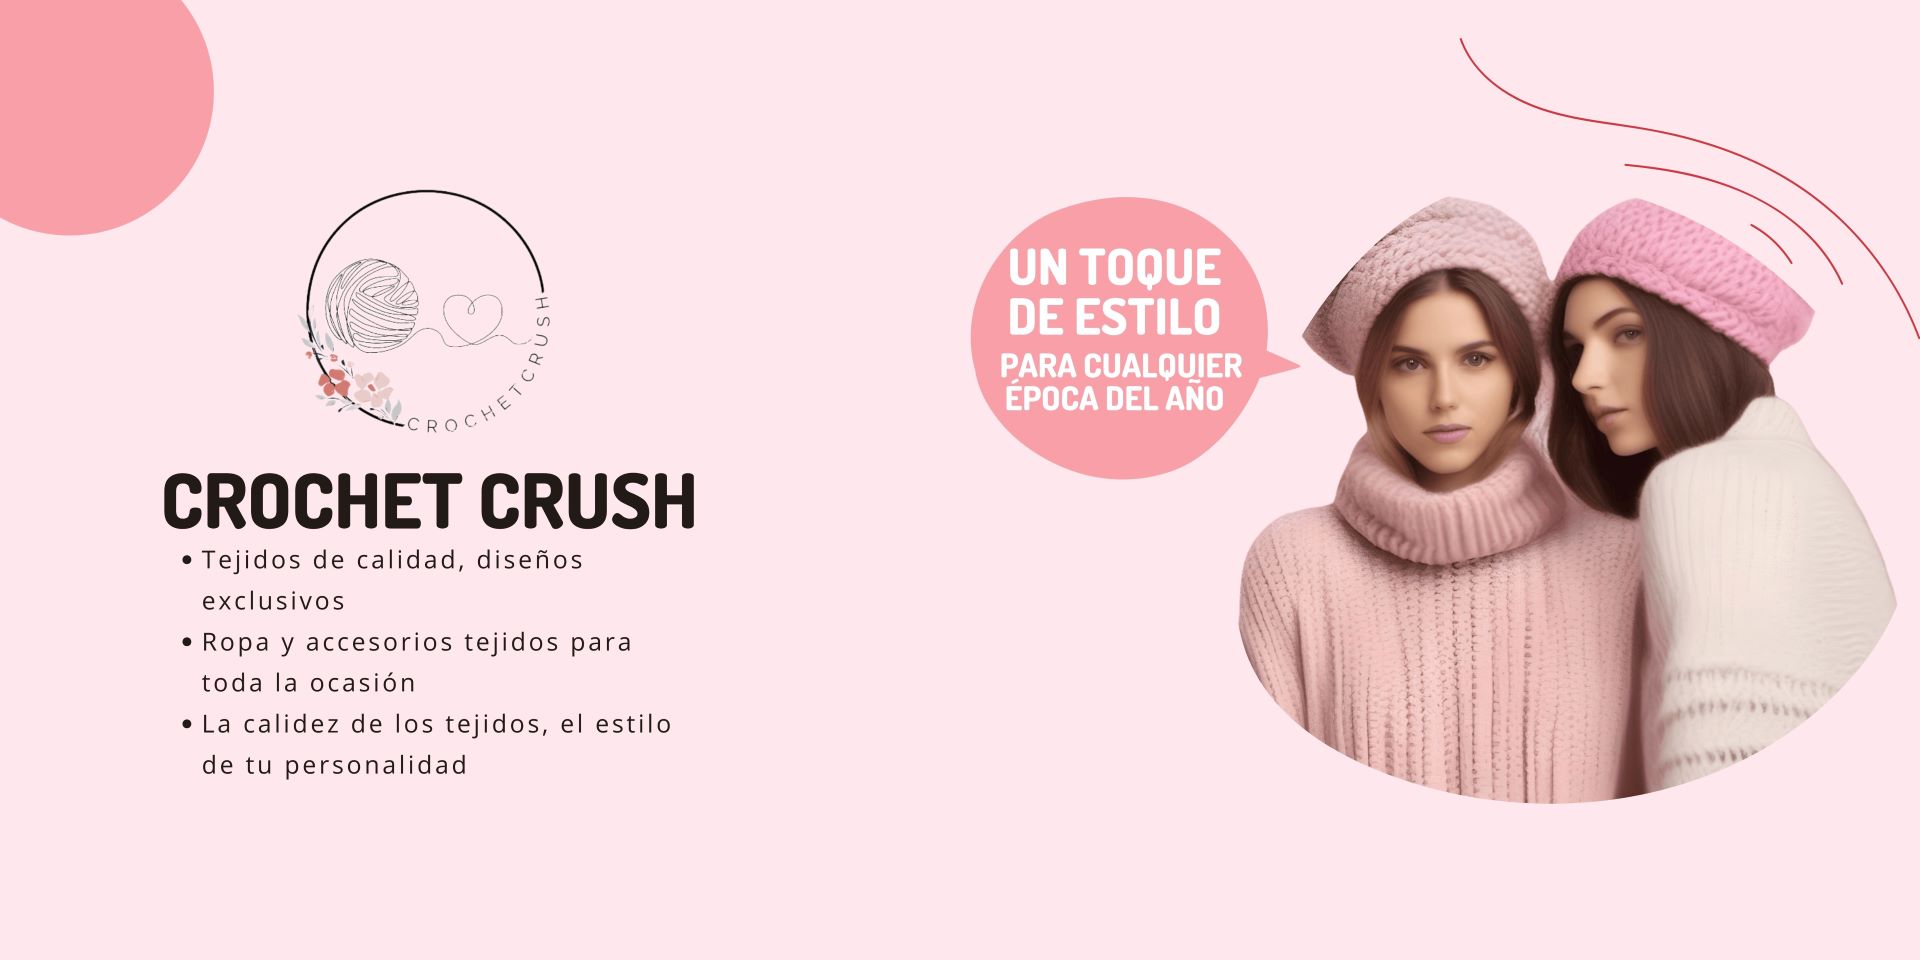 CROCHETCRUSH
CROCHET CRUSH
• Tejidos de calidad, diseños
exclusivos
• Ropa y accesorios tejidos para
toda la ocasión
• La calidez de los tejidos, el estilo
de tu personalidad
UN TOQUE
DE ESTILO
PARA CUALQUIER
ÉPOCA DEL AÑO